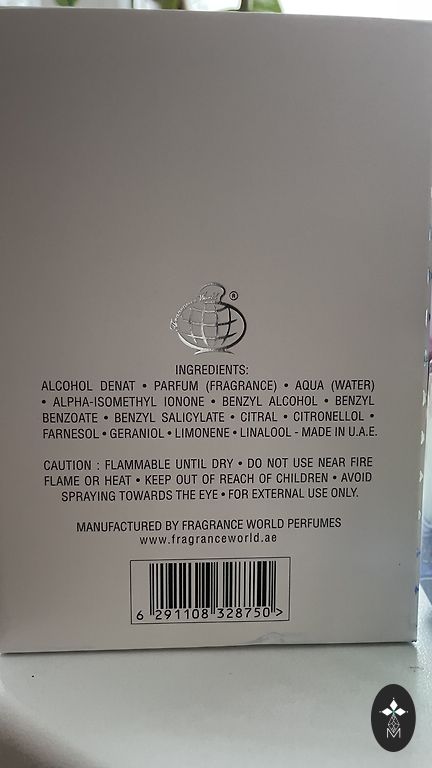 Fragrance World ®
INGREDIENTS:
ALCOHOL DENAT • PARFUM (FRAGRANCE) • AQUA (WATER)
• ALPHA-ISOMETHYL IONONE • BENZYL ALCOHOL • BENZYL
BENZOATE • BENZYL SALICYLATE • CITRAL • CITRONELLOL •
FARNESOL • GERANIOL • LIMONENE • LINALOOL - MADE IN U.A.E.
CAUTION : FLAMMABLE UNTIL DRY • DO NOT USE NEAR FIRE
FLAME OR HEAT • KEEP OUT OF REACH OF CHILDREN • AVOID
SPRAYING TOWARDS THE EYE • FOR EXTERNAL USE ONLY.
MANUFACTURED BY FRAGRANCE WORLD PERFUMES
www.fragranceworld.ae
6 291108 328750 >
M